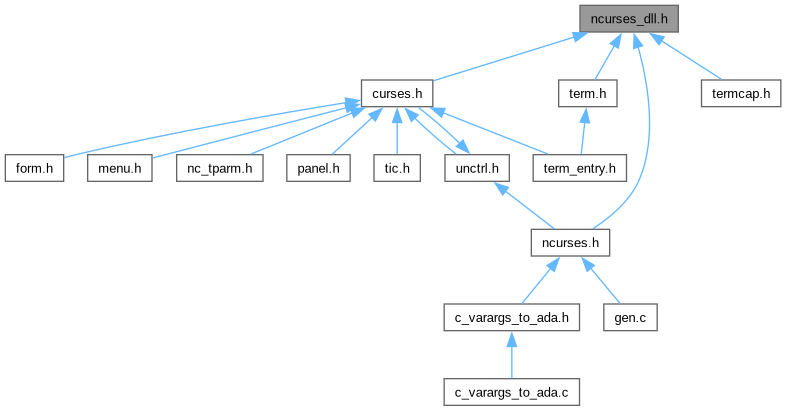 ncurses_dll.h
curses.h
term.h
termcap.h
form.h
menu.h
nc_tparm.h
panel.h
tic.h
unctrl.h
term_entry.h
ncurses.h
c_varargs_to_ada.h
gen.c
c_varargs_to_ada.c